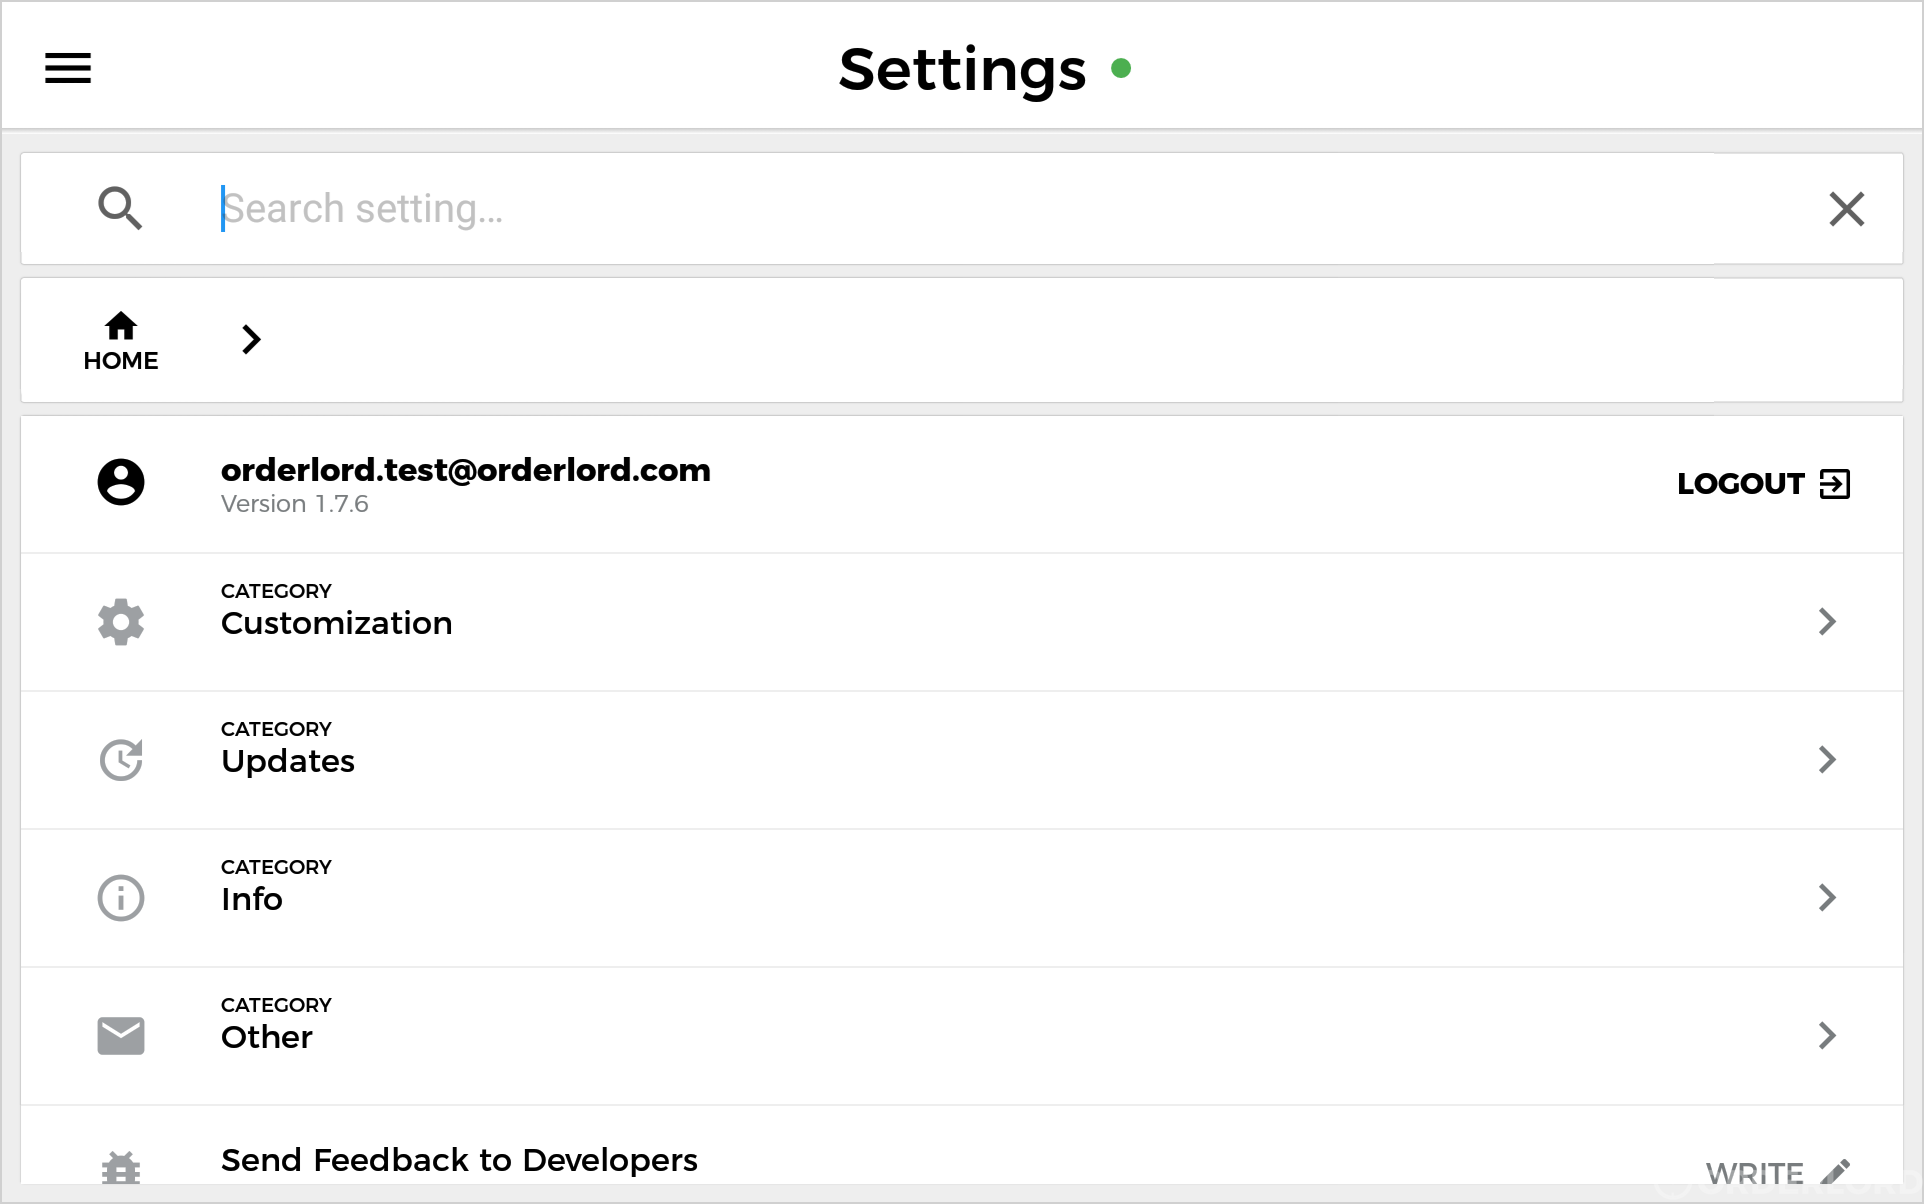 Settings
Search setting...
HOME
orderlord.test@orderlord.com
Version 1.7.6
LOGOUT
CATEGORY
Customization
CATEGORY
Updates
CATEGORY
Info
CATEGORY
Other
Send Feedback to Developers
WRITE
ORDERLORD